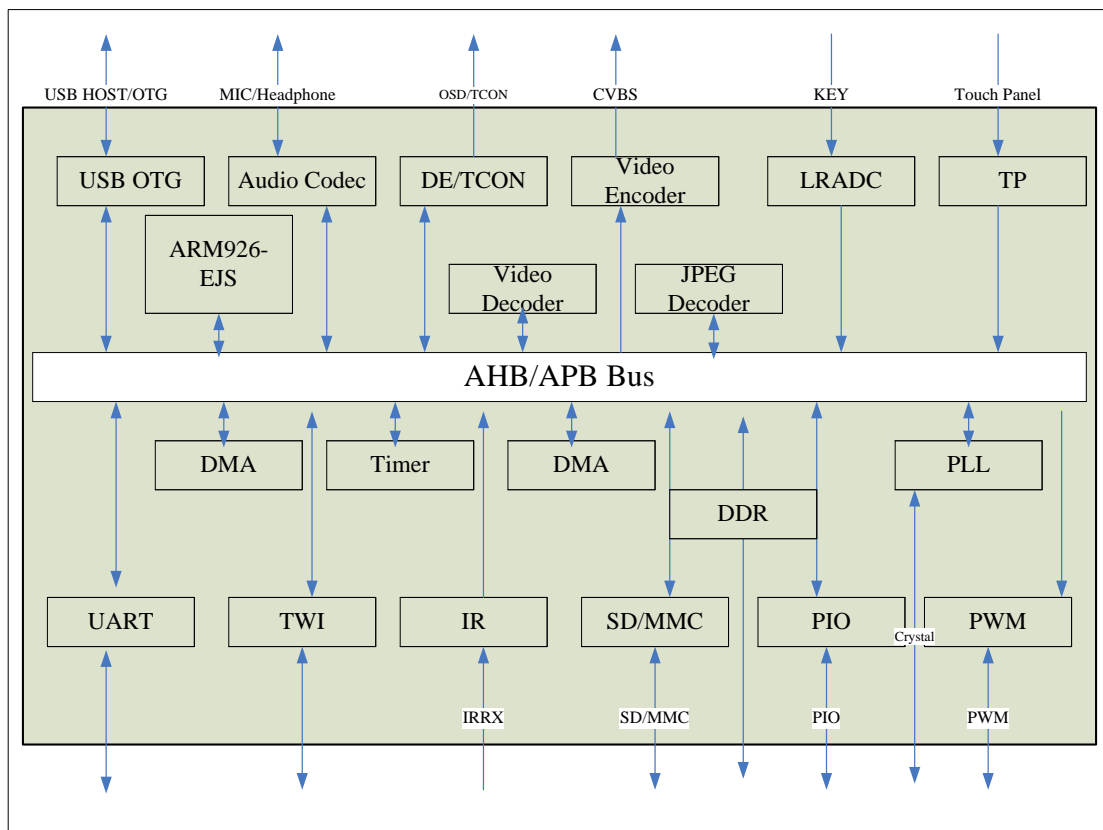 USB HOST/OTG
MIC/Headphone
OSD/TCON
CVBS
KEY
Touch Panel
USB OTG
Audio Codec
DE/TCON
Video
Encoder
LRADC
TP
ARM926-
EJS
Video
Decoder
JPEG
Decoder
AHB/APB Bus
DMA
Timer
DMA
PLL
DDR
UART
TWI
IR
SD/MMC
PIO
Crystal
PWM
IRRX
SD/MMC
PIO
PWM